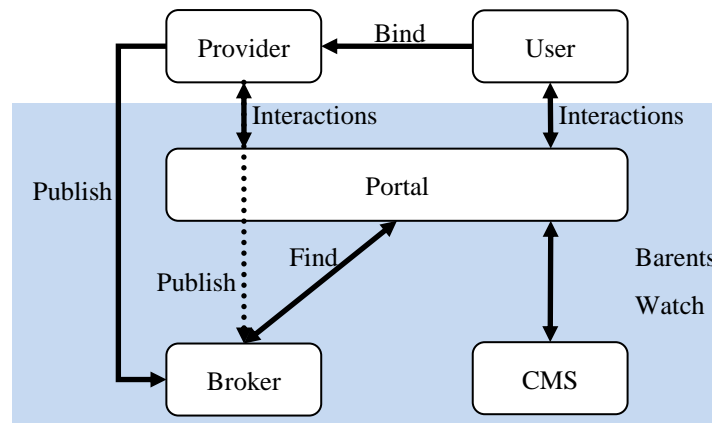 Provider
Bind
User
Interactions
Interactions
Publish
Portal
Find
Publish
Barents
Watch
Broker
CMS